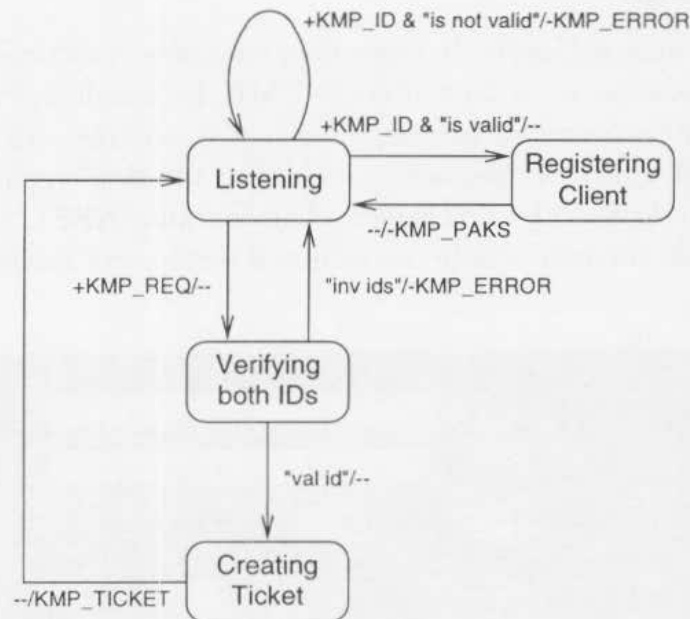 +KMP_ID & "is not valid"/-KMP_ERROR
+KMP_ID & "is valid"/--
Listening
Registering
Client
--/-KMP_PAKS
+KMP_REQ/--
"inv ids"/-KMP_ERROR
Verifying
both IDs
"val id"/--
Creating
Ticket
--/KMP_TICKET